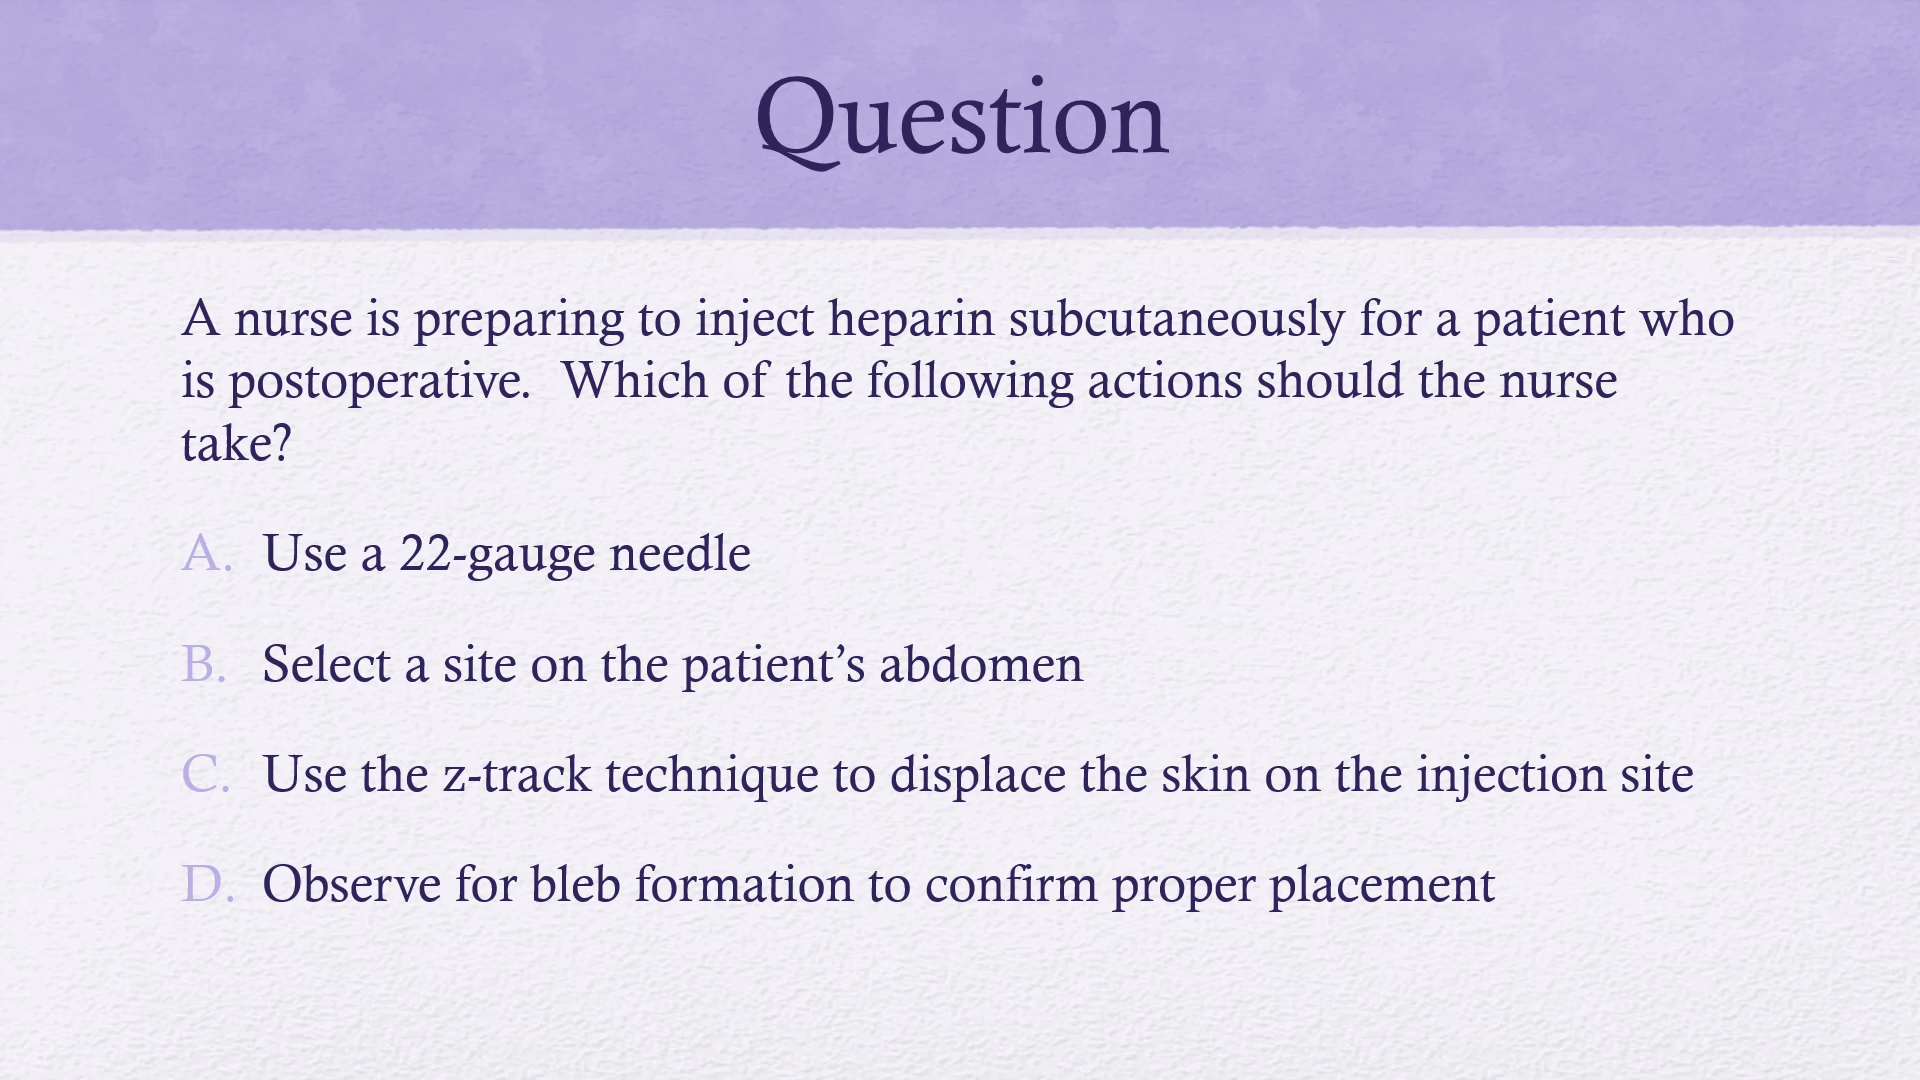 Question
A nurse is preparing to inject heparin subcutaneously for a patient who
is postoperative.  Which of the following actions should the nurse
take?
A. Use a 22-gauge needle
B. Select a site on the patient’s abdomen
C. Use the z-track technique to displace the skin on the injection site
D. Observe for bleb formation to confirm proper placement